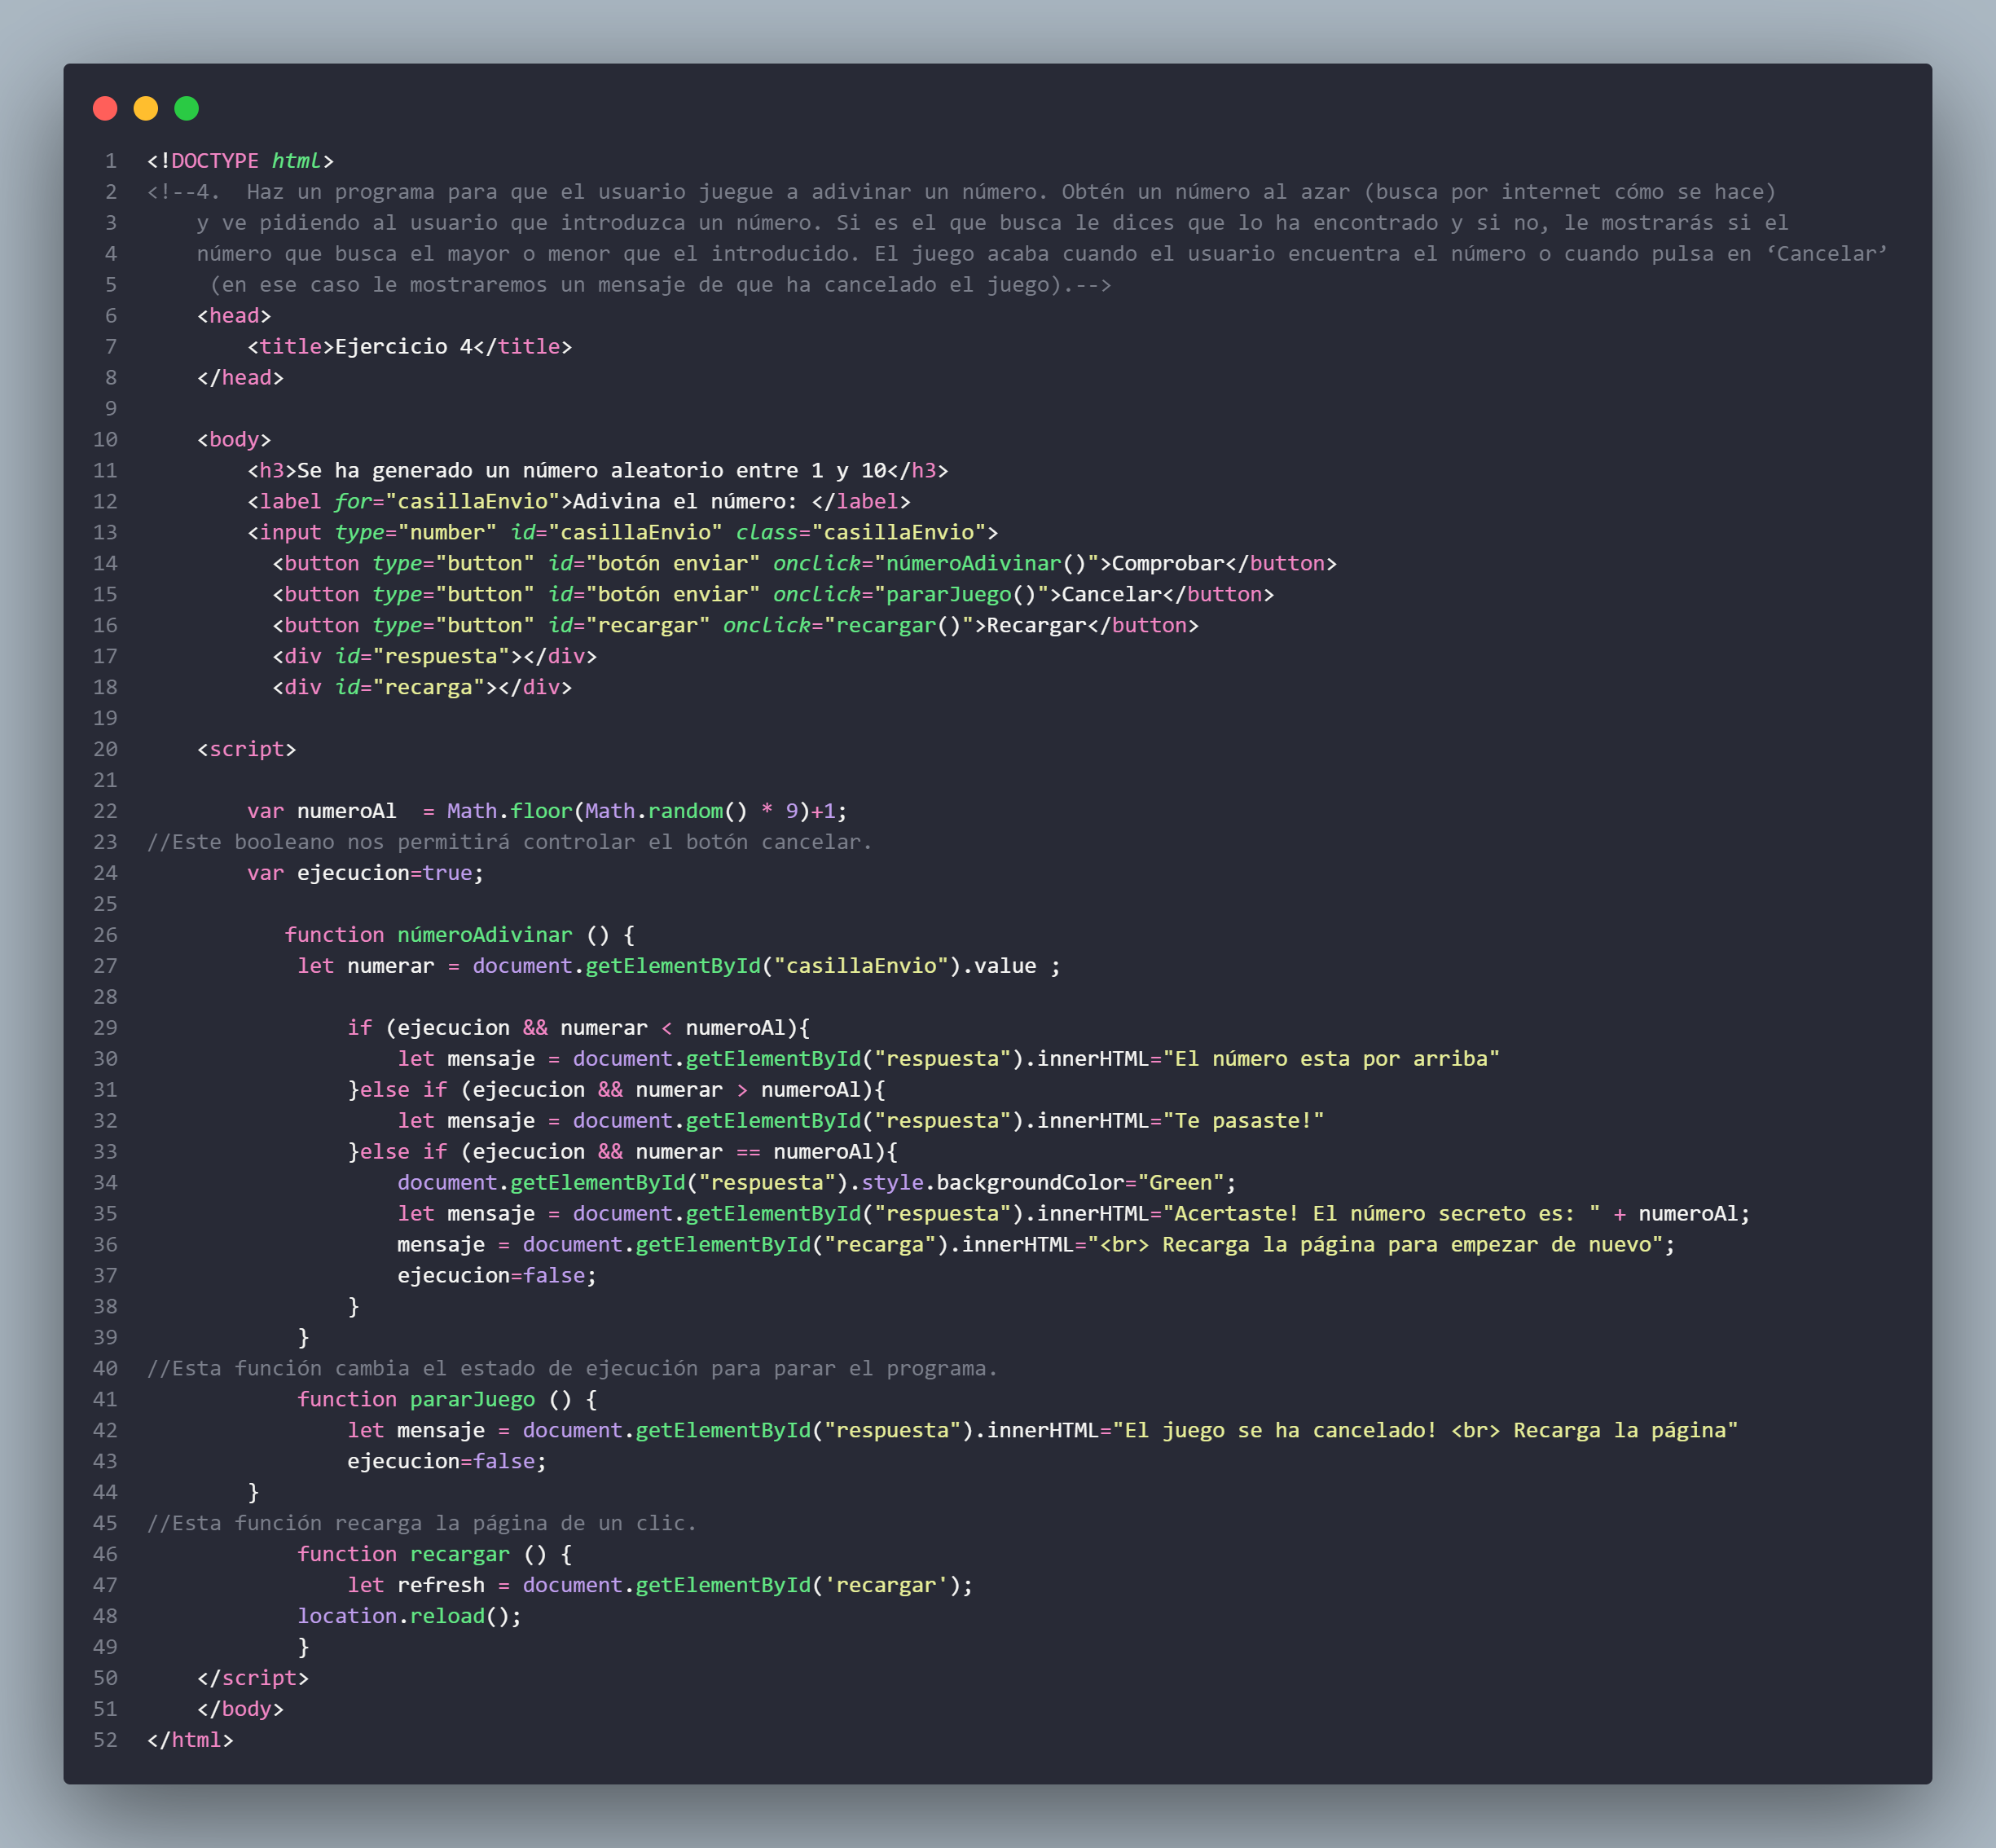 1 <!DOCTYPE html>
2 <!--4.  Haz un programa para que el usuario juegue a adivinar un número. Obtén un número al azar (busca por internet cómo se hace)
3     y ve pidiendo al usuario que introduzca un número. Si es el que busca le dices que lo ha encontrado y si no, le mostrarás si el
4     número que busca el mayor o menor que el introducido. El juego acaba cuando el usuario encuentra el número o cuando pulsa en ‘Cancelar’
5      (en ese caso le mostraremos un mensaje de que ha cancelado el juego).-->
6     <head>
7         <title>Ejercicio 4</title>
8     </head>
9
10     <body>
11         <h3>Se ha generado un número aleatorio entre 1 y 10</h3>
12         <label for="casillaEnvio">Adivina el número: </label>
13         <input type="number" id="casillaEnvio" class="casillaEnvio">
14           <button type="button" id="botón enviar" onclick="númeroAdivinar()">Comprobar</button>
15           <button type="button" id="botón enviar" onclick="pararJuego()">Cancelar</button>
16           <button type="button" id="recargar" onclick="recargar()">Recargar</button>
17           <div id="respuesta"></div>
18           <div id="recarga"></div>
19
20     <script>
21
22         var numeroAl  = Math.floor(Math.random() * 9)+1;
23 //Este booleano nos permitirá controlar el botón cancelar.
24         var ejecucion=true;
25
26            function númeroAdivinar () {
27             let numerar = document.getElementById("casillaEnvio").value ;
28
29                 if (ejecucion && numerar < numeroAl){
30                     let mensaje = document.getElementById("respuesta").innerHTML="El número esta por arriba"
31                 }else if (ejecucion && numerar > numeroAl){
32                     let mensaje = document.getElementById("respuesta").innerHTML="Te pasaste!"
33                 }else if (ejecucion && numerar == numeroAl){
34                     document.getElementById("respuesta").style.backgroundColor="Green";
35                     let mensaje = document.getElementById("respuesta").innerHTML="Acertaste! El número secreto es: " + numeroAl;
36                     mensaje = document.getElementById("recarga").innerHTML="<br> Recarga la página para empezar de nuevo";
37                     ejecucion=false;
38                 }
39             }
40 //Esta función cambia el estado de ejecución para parar el programa.
41             function pararJuego () {
42                 let mensaje = document.getElementById("respuesta").innerHTML="El juego se ha cancelado! <br> Recarga la página"
43                 ejecucion=false;
44         }
45 //Esta función recarga la página de un clic.
46             function recargar () {
47                 let refresh = document.getElementById('recargar');
48             location.reload();
49             }
50     </script>
51     </body>
52 </html>